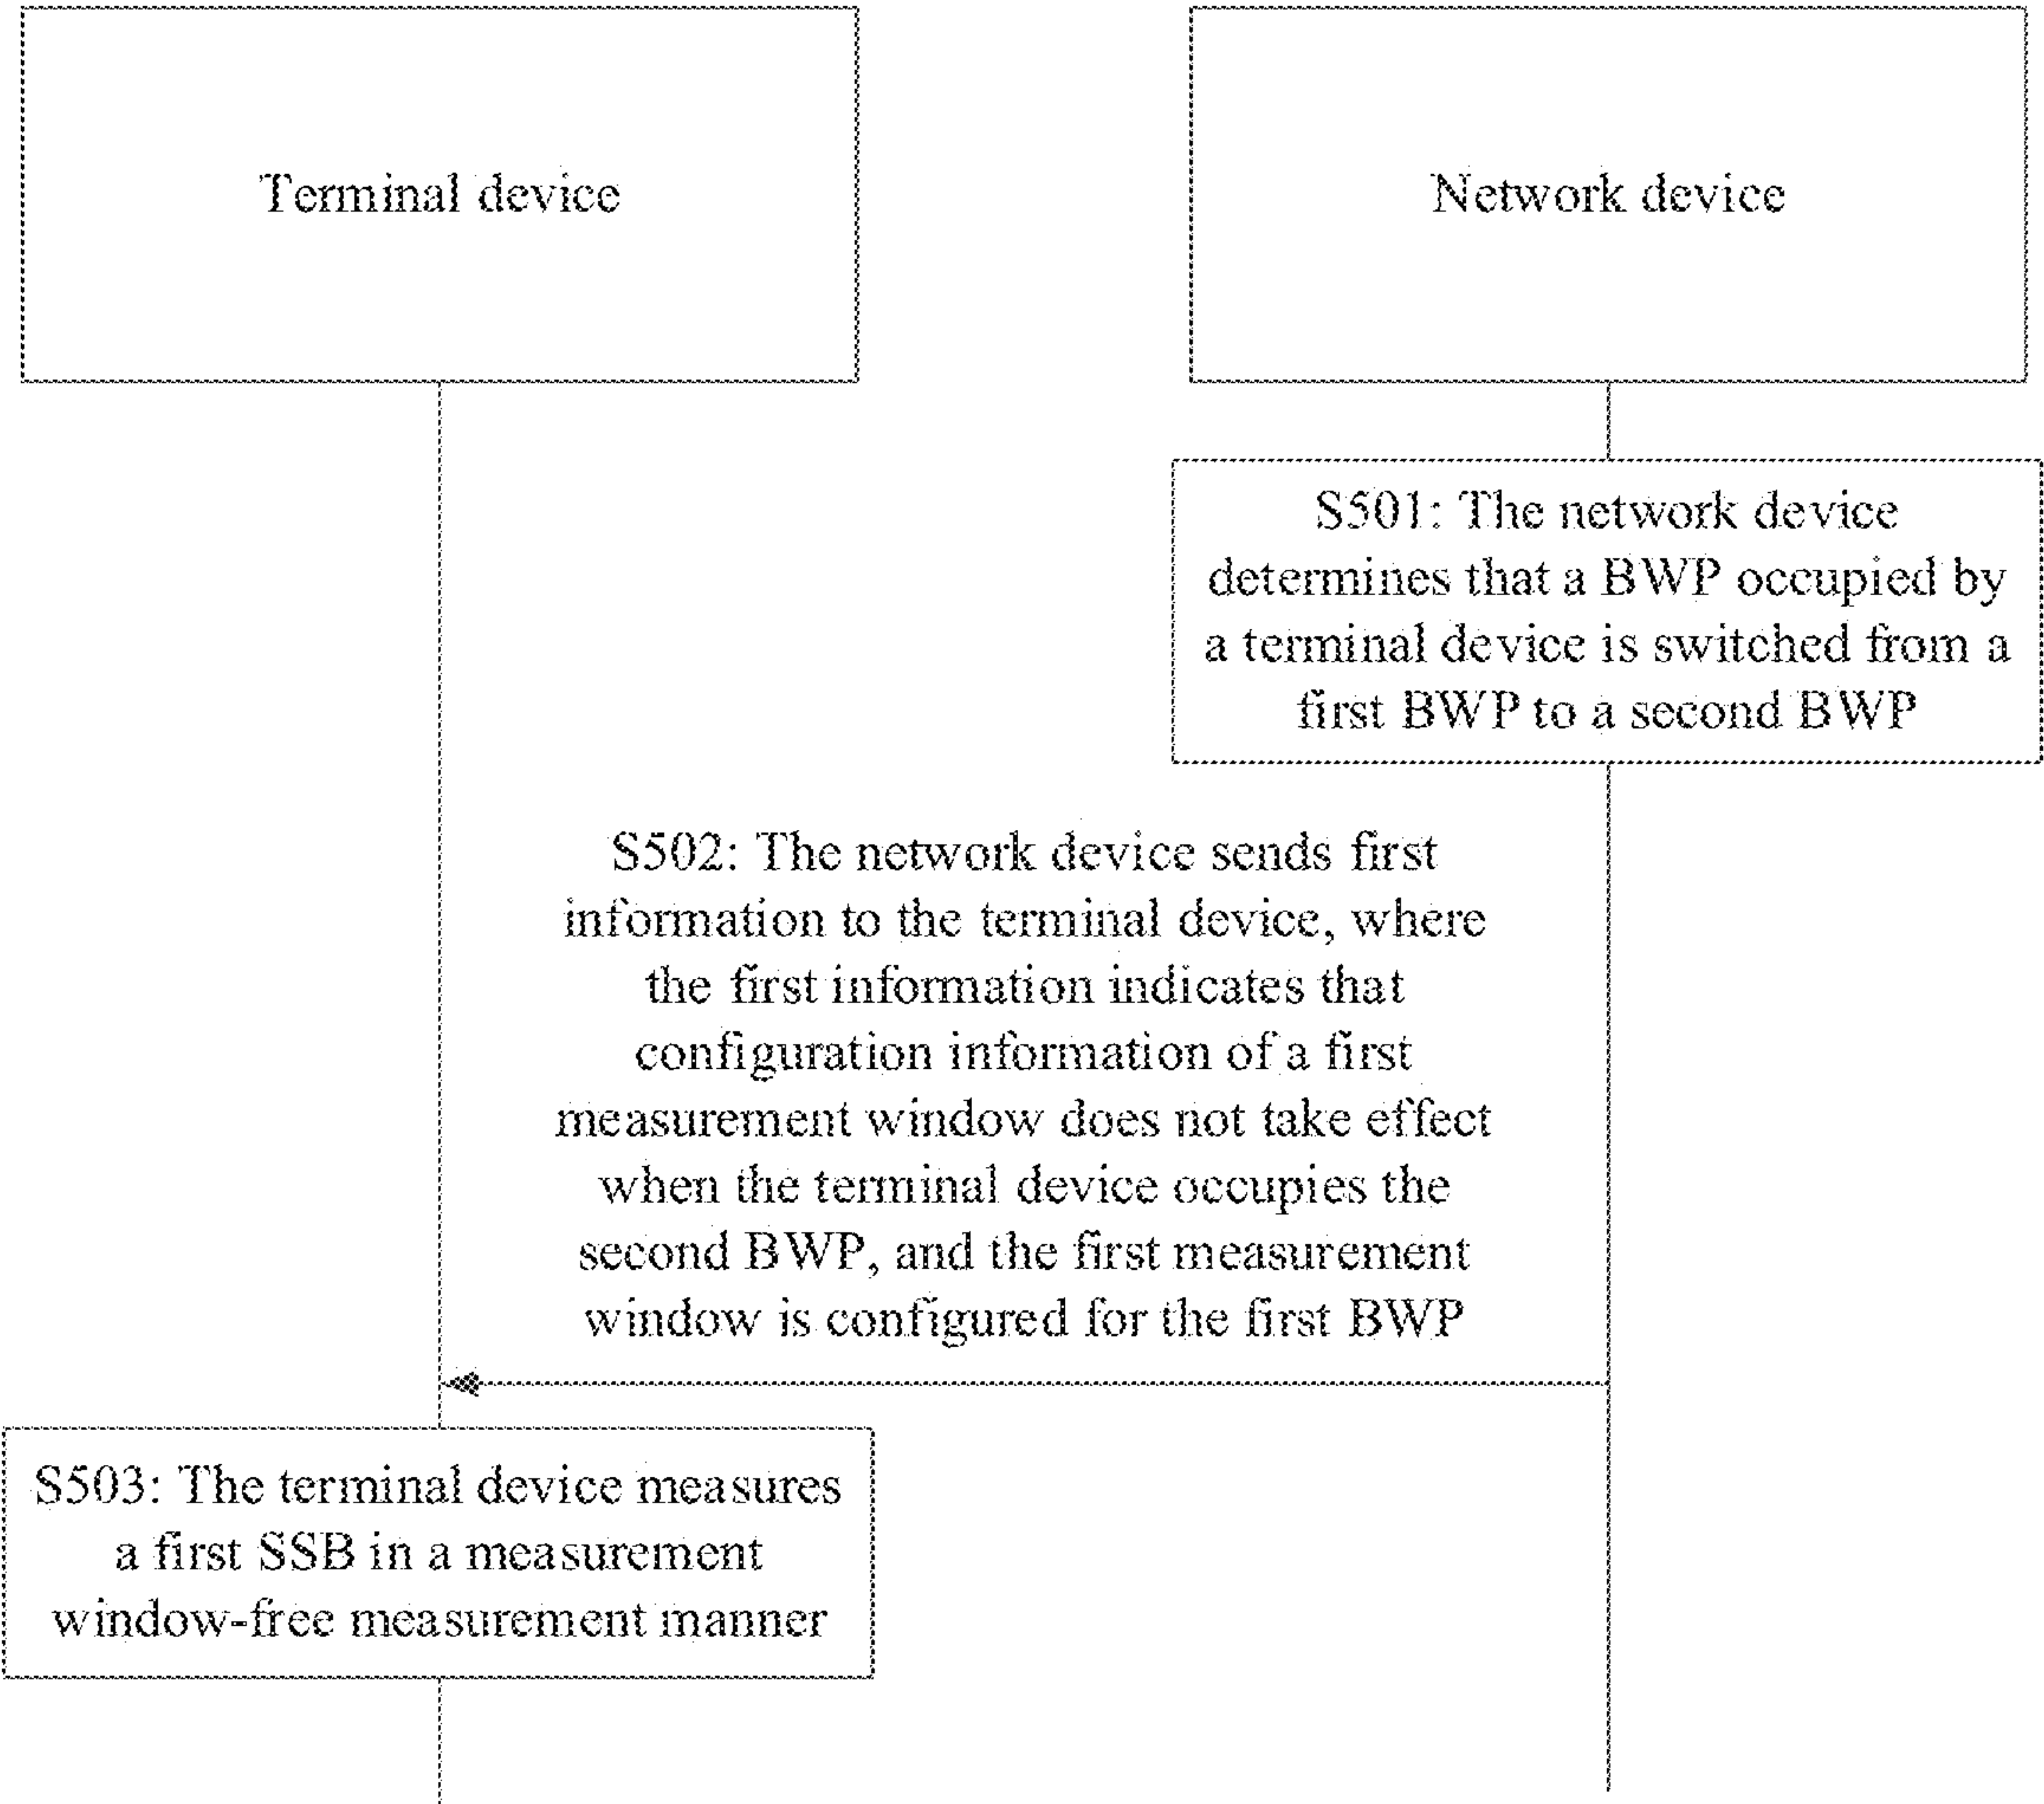 Terminal device
Network device
S501: The network device
determines that a BWP occupied by
a terminal device is switched from a
first BWP to a second BWP
S502: The network device sends first
information to the terminal device, where
the first information indicates that
configuration information of a first
measurement window does not take effect
when the terminal device occupies the
second BWP, and the first measurement
window is configured for the first BWP
S503: The terminal device measures
a first SSB in a measurement
window-free measurement manner